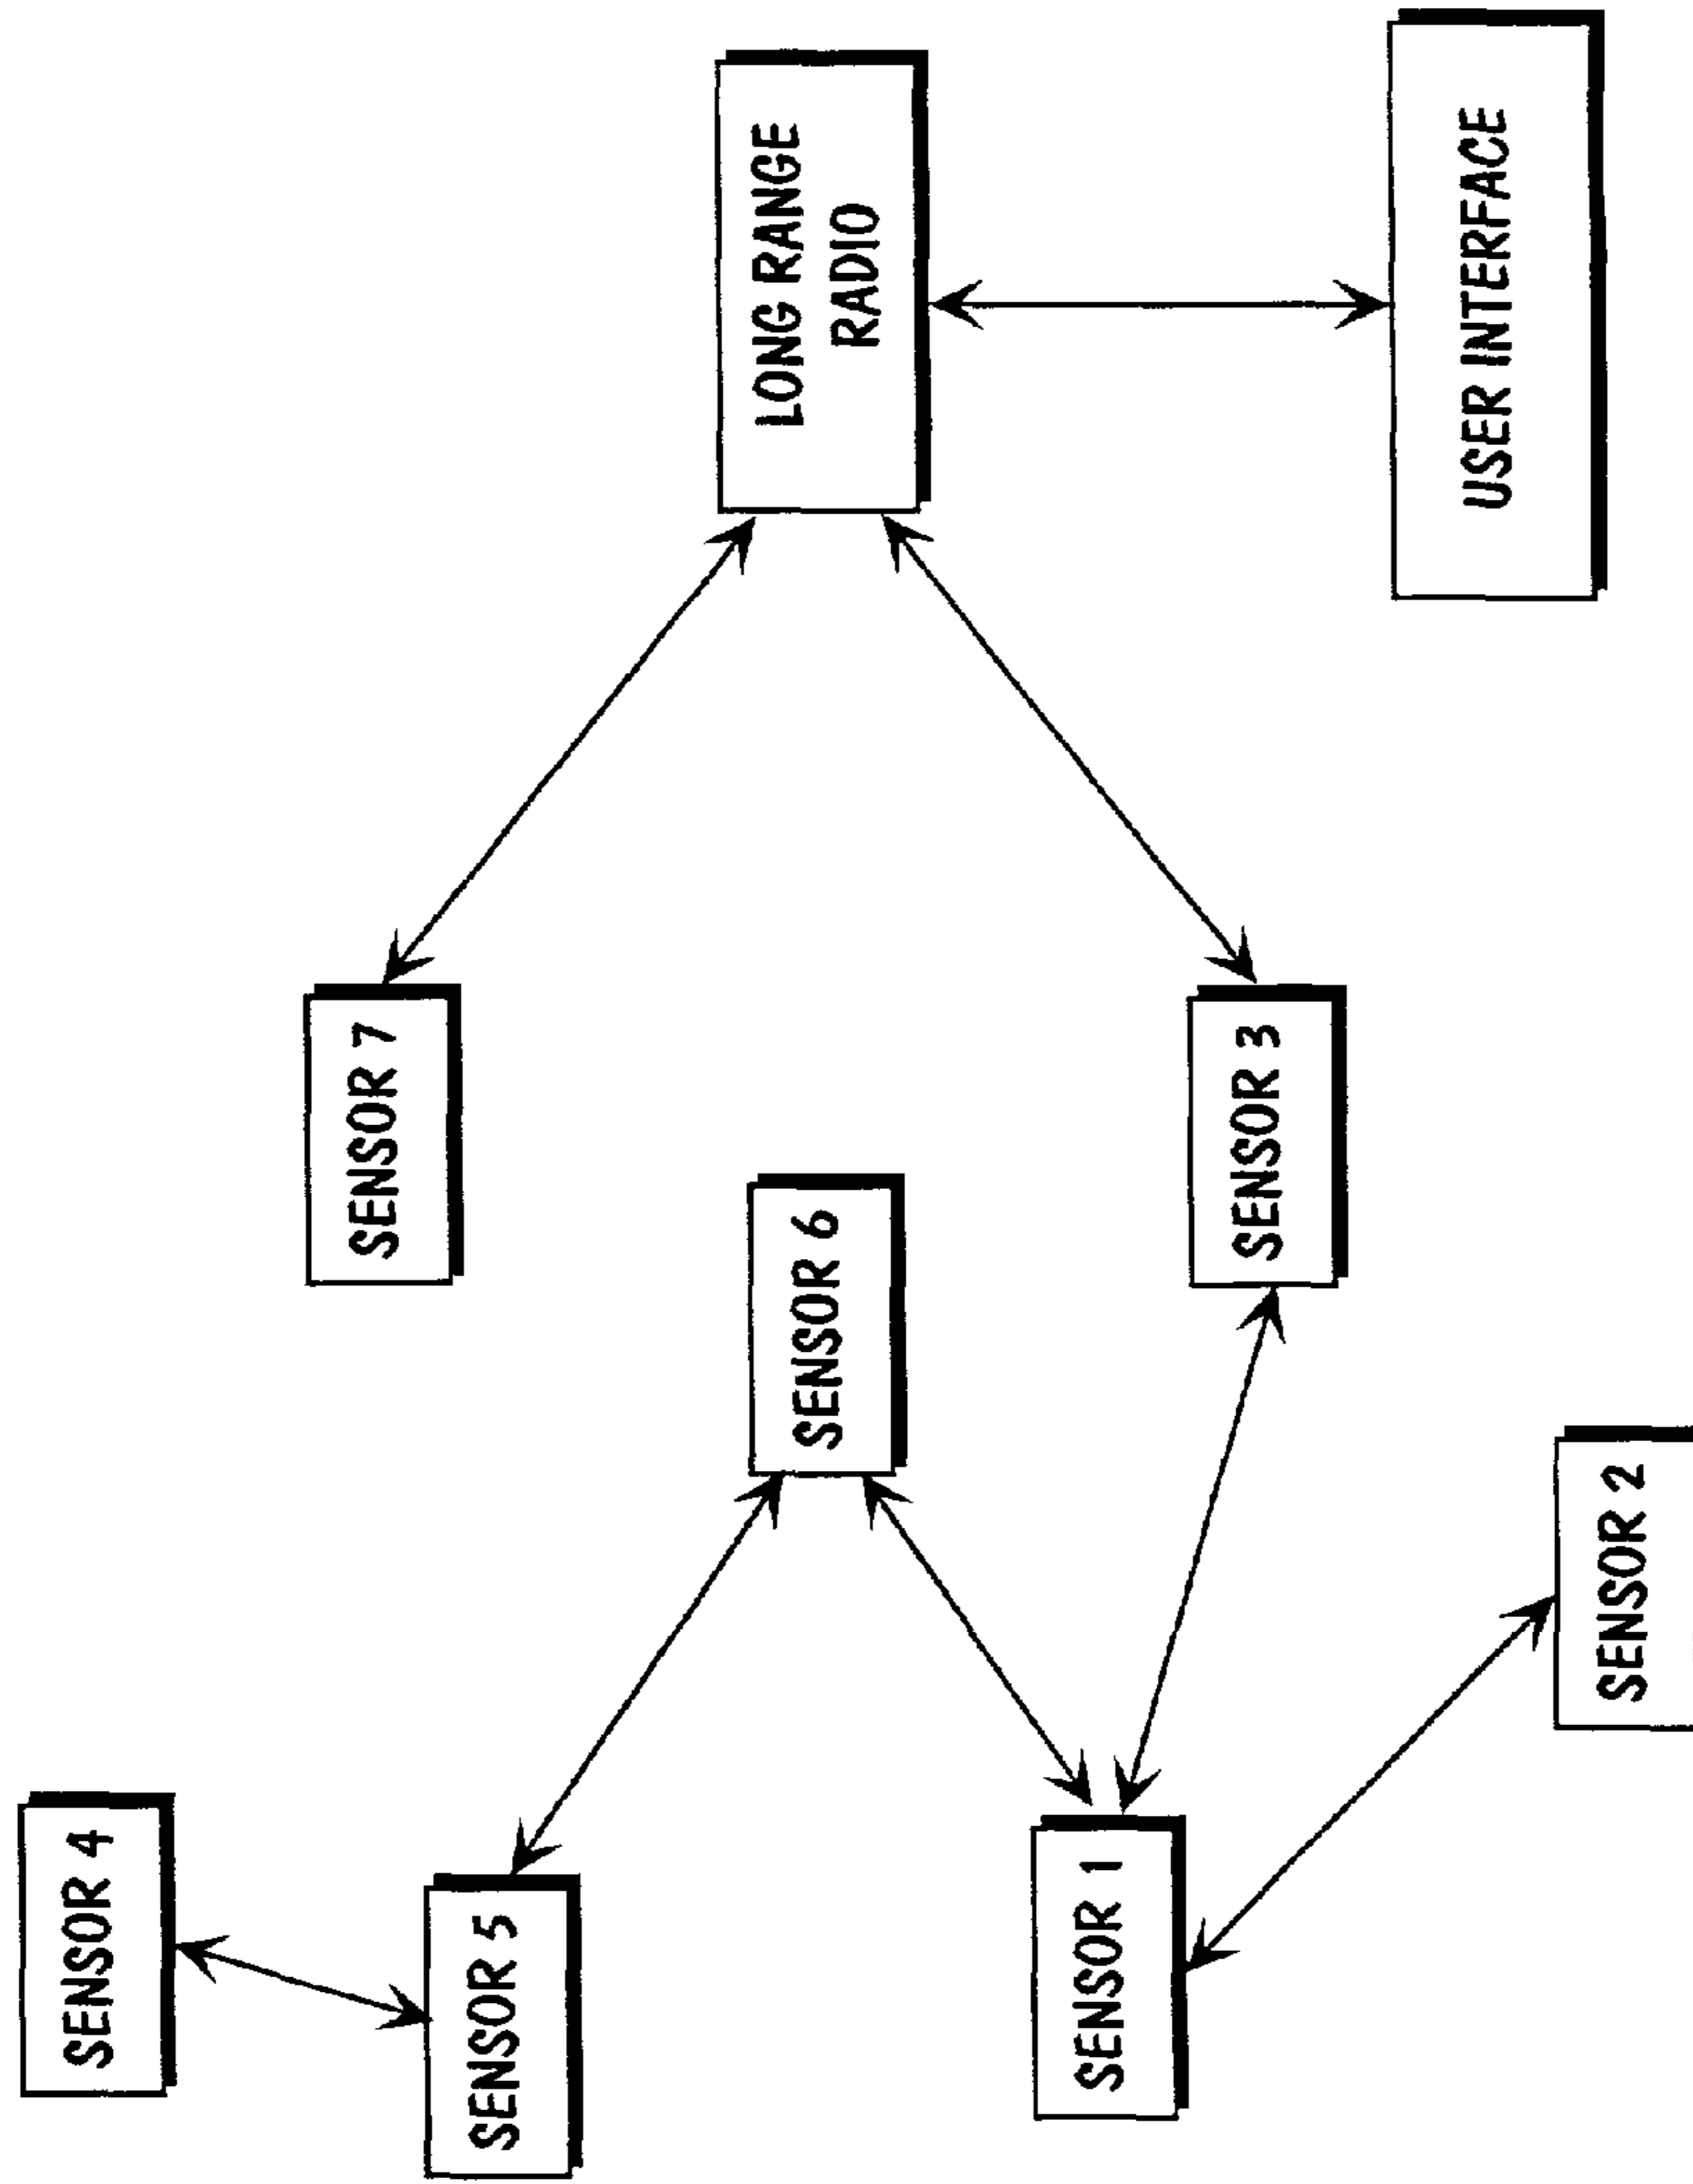 SENSOR 4
SENSOR 5
SENSOR 7
SENSOR 6
LONG RANGE
RADIO
SENSOR 1
SENSOR 3
SENSOR 2
USER INTERFACE